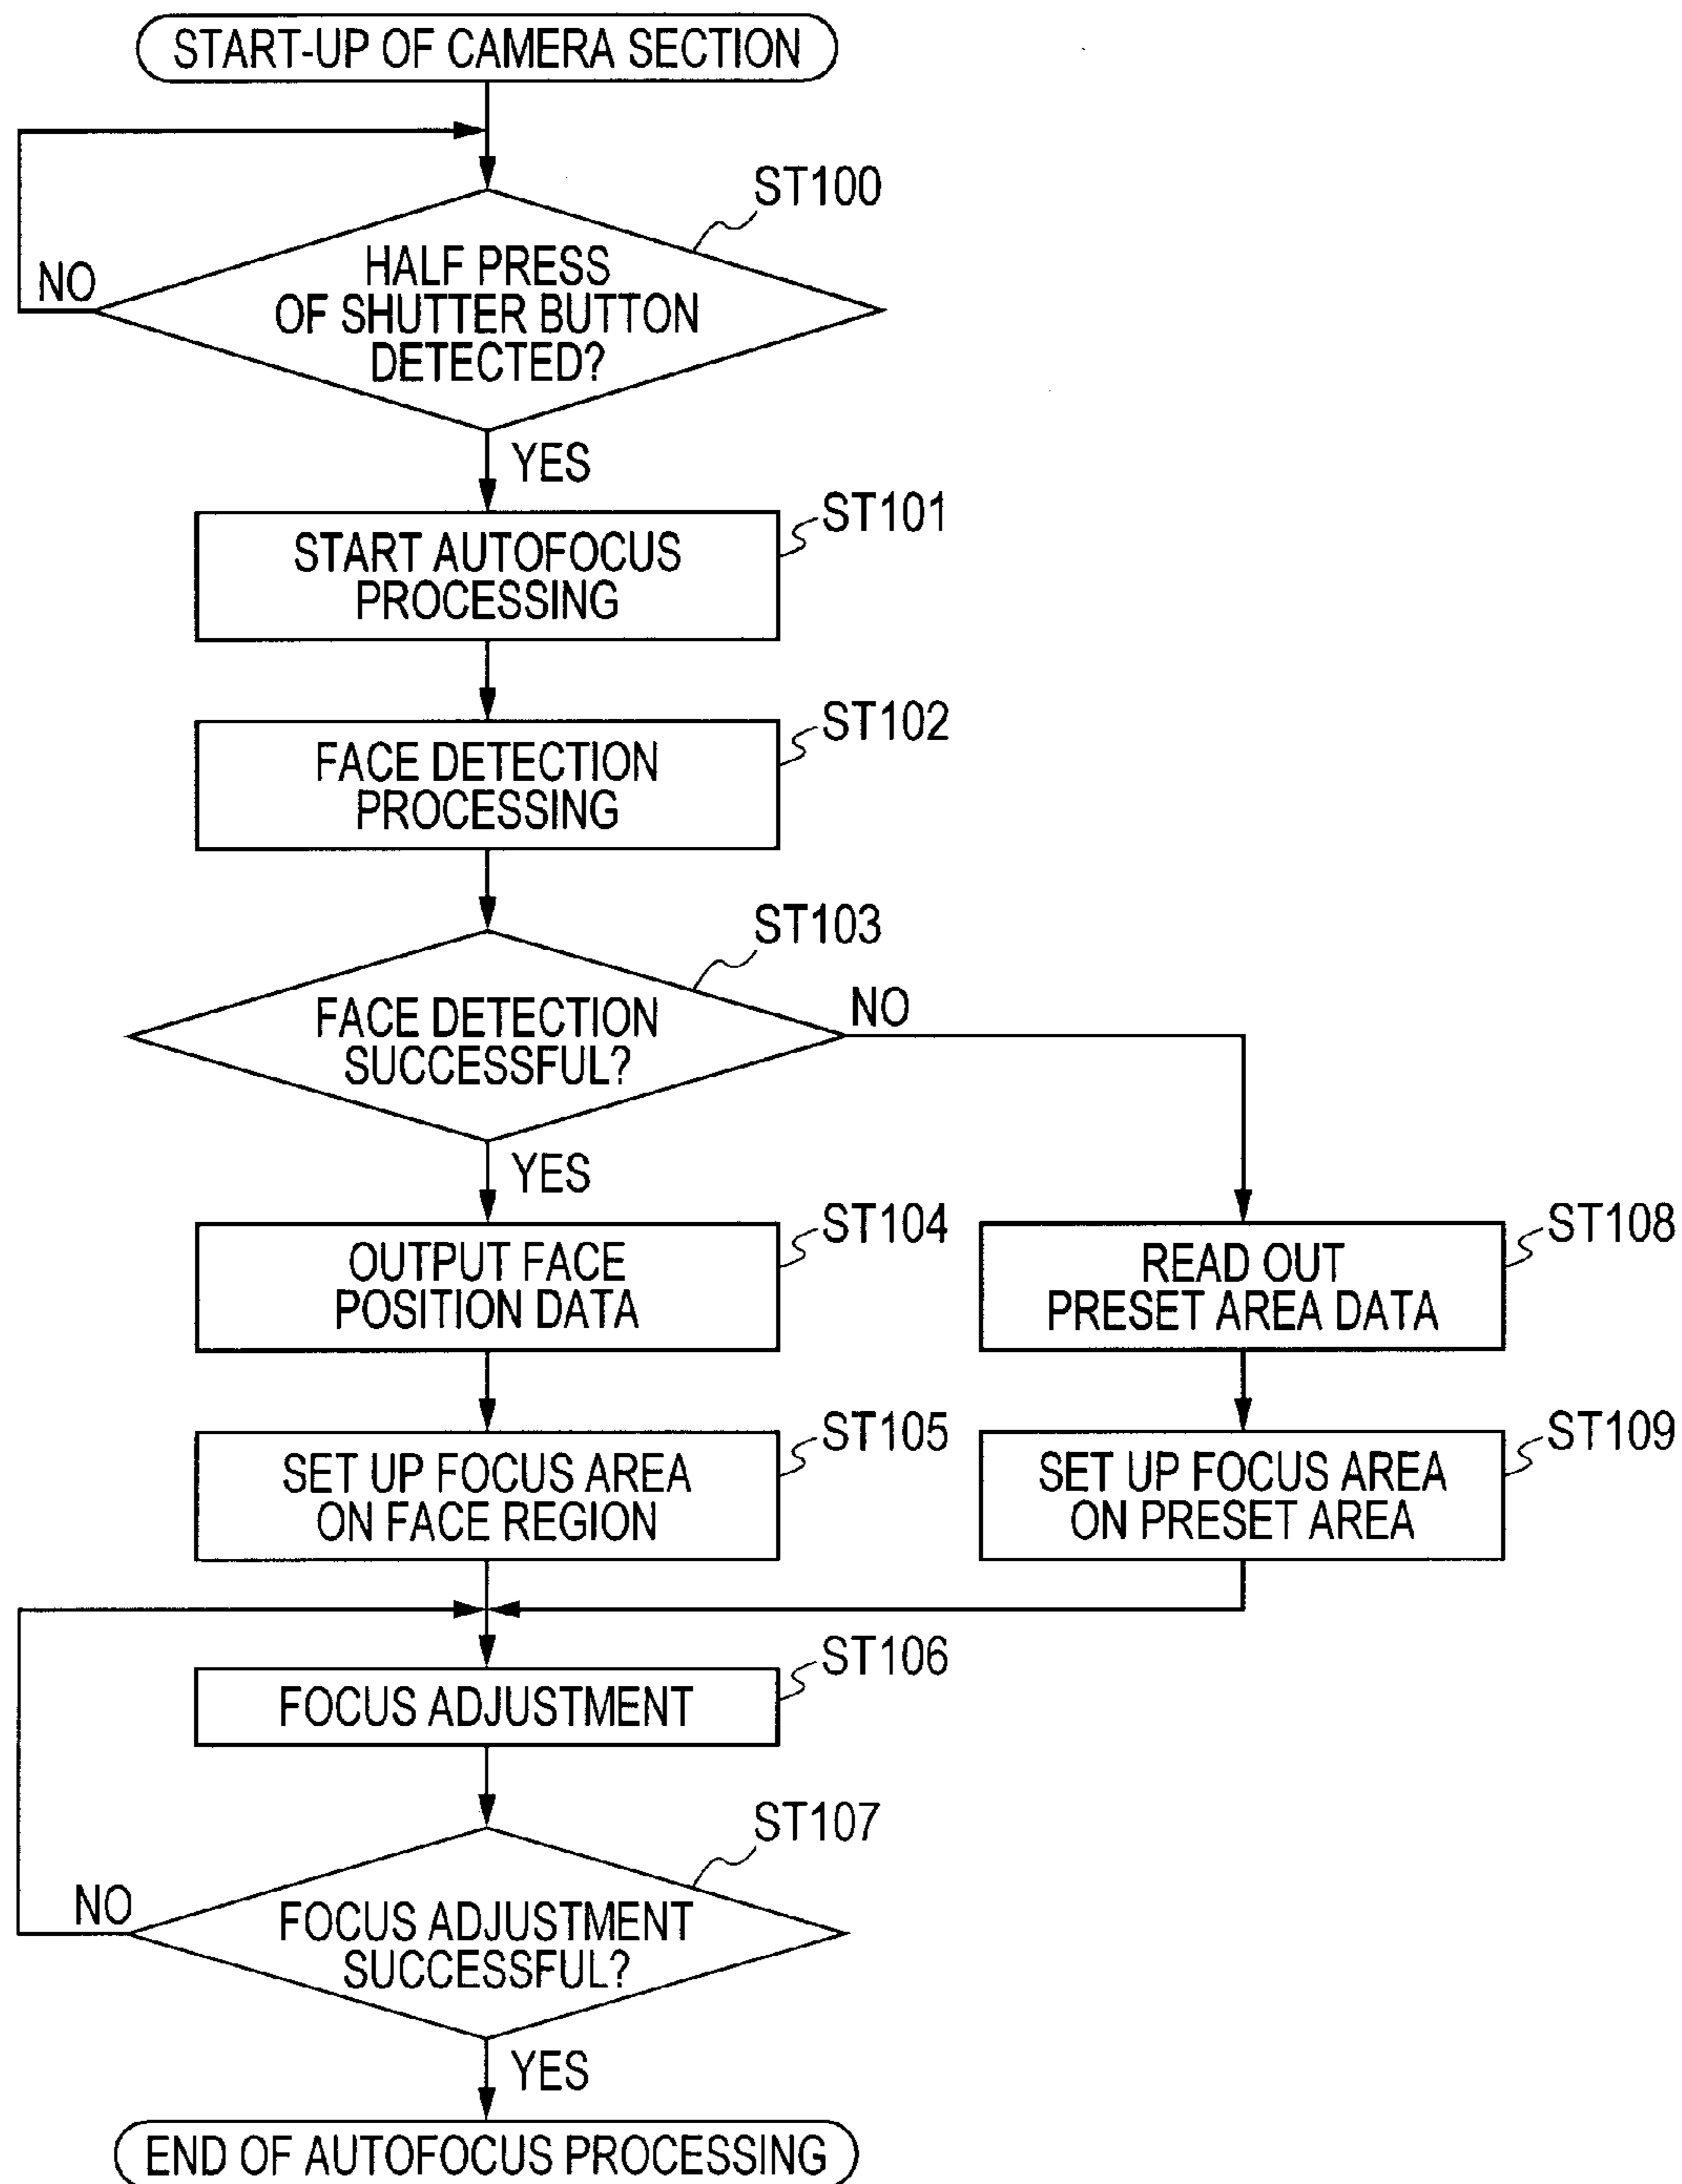 START-UP OF CAMERA SECTION
ST100
HALF PRESS
OF SHUTTER BUTTON
DETECTED?
NO
YES
ST101
START AUTOFOCUS
PROCESSING
ST102
FACE DETECTION
PROCESSING
ST103
FACE DETECTION
SUCCESSFUL?
NO
YES
ST104
OUTPUT FACE
POSITION DATA
ST108
READ OUT
PRESET AREA DATA
ST105
SET UP FOCUS AREA
ON FACE REGION
ST109
SET UP FOCUS AREA
ON PRESET AREA
ST106
FOCUS ADJUSTMENT
ST107
FOCUS ADJUSTMENT
SUCCESSFUL?
NO
YES
END OF AUTOFOCUS PROCESSING